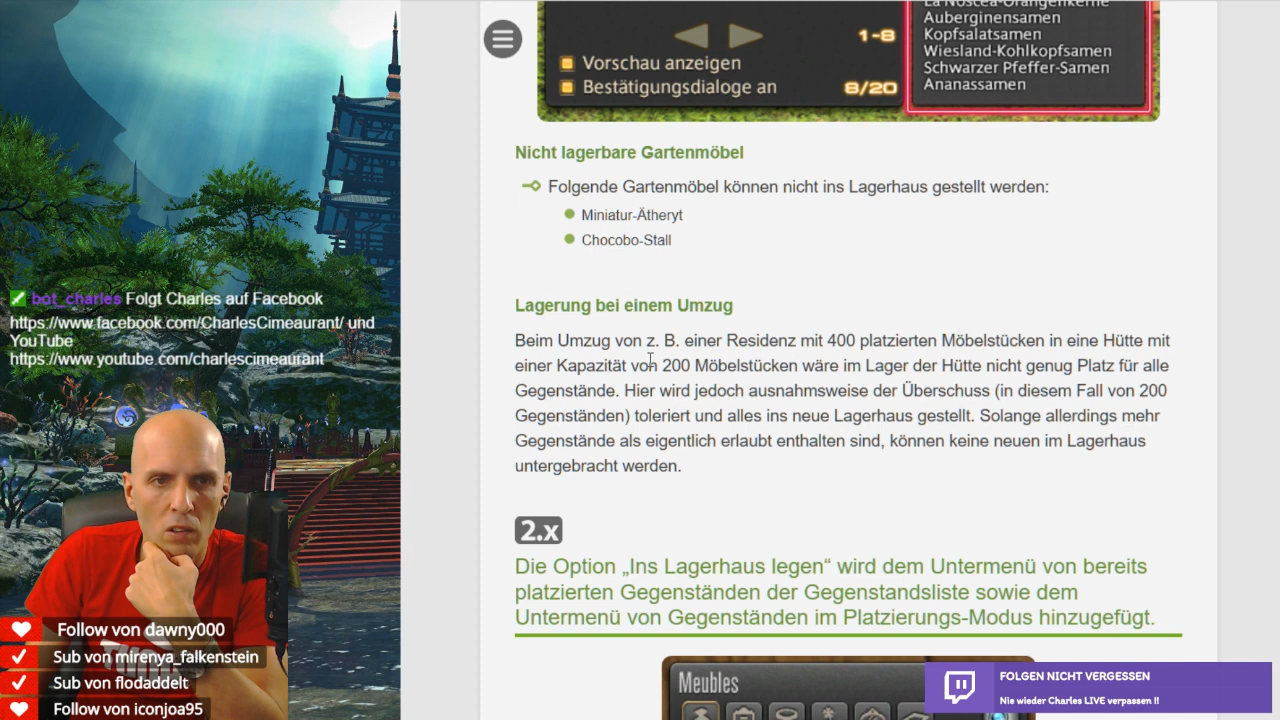 La Noscea-Orangenkerne
Auberginensamen
Kopfsalatsamen
Wiesland-Kohlkopfsamen
Schwarzer Pfeffer-Samen
Ananassamen
1-8
Vorschau anzeigen
Bestätigungsdialoge an
8/20
Nicht lagerbare Gartenmöbel
Folgende Gartenmöbel können nicht ins Lagerhaus gestellt werden:
Miniatur-Ätheryt
Chocobo-Stall
Lagerung bei einem Umzug
Beim Umzug von z. B. einer Residenz mit 400 platzierten Möbelstücken in eine Hütte mit
einer Kapazität von 200 Möbelstücken wäre im Lager der Hütte nicht genug Platz für alle
Gegenstände. Hier wird jedoch ausnahmsweise der Überschuss (in diesem Fall von 200
Gegenständen) toleriert und alles ins neue Lagerhaus gestellt. Solange allerdings mehr
Gegenstände als eigentlich erlaubt enthalten sind, können keine neuen im Lagerhaus
untergebracht werden.
2.x
Die Option „Ins Lagerhaus legen“ wird dem Untermenü von bereits
platzierten Gegenständen der Gegenstandsliste sowie dem
Untermenü von Gegenständen im Platzierungs-Modus hinzugefügt.
Meubles
bot_charles Folgt Charles auf Facebook
https://www.facebook.com/CharlesCimeaurant/ und
YouTube
https://www.youtube.com/charlescimeaurant
Follow von dawny000
Sub von mirenya_falkenstein
Sub von flodaddelt
Follow von iconjoa95
FOLGEN NICHT VERGESSEN
Nie wieder Charles LIVE verpassen !!